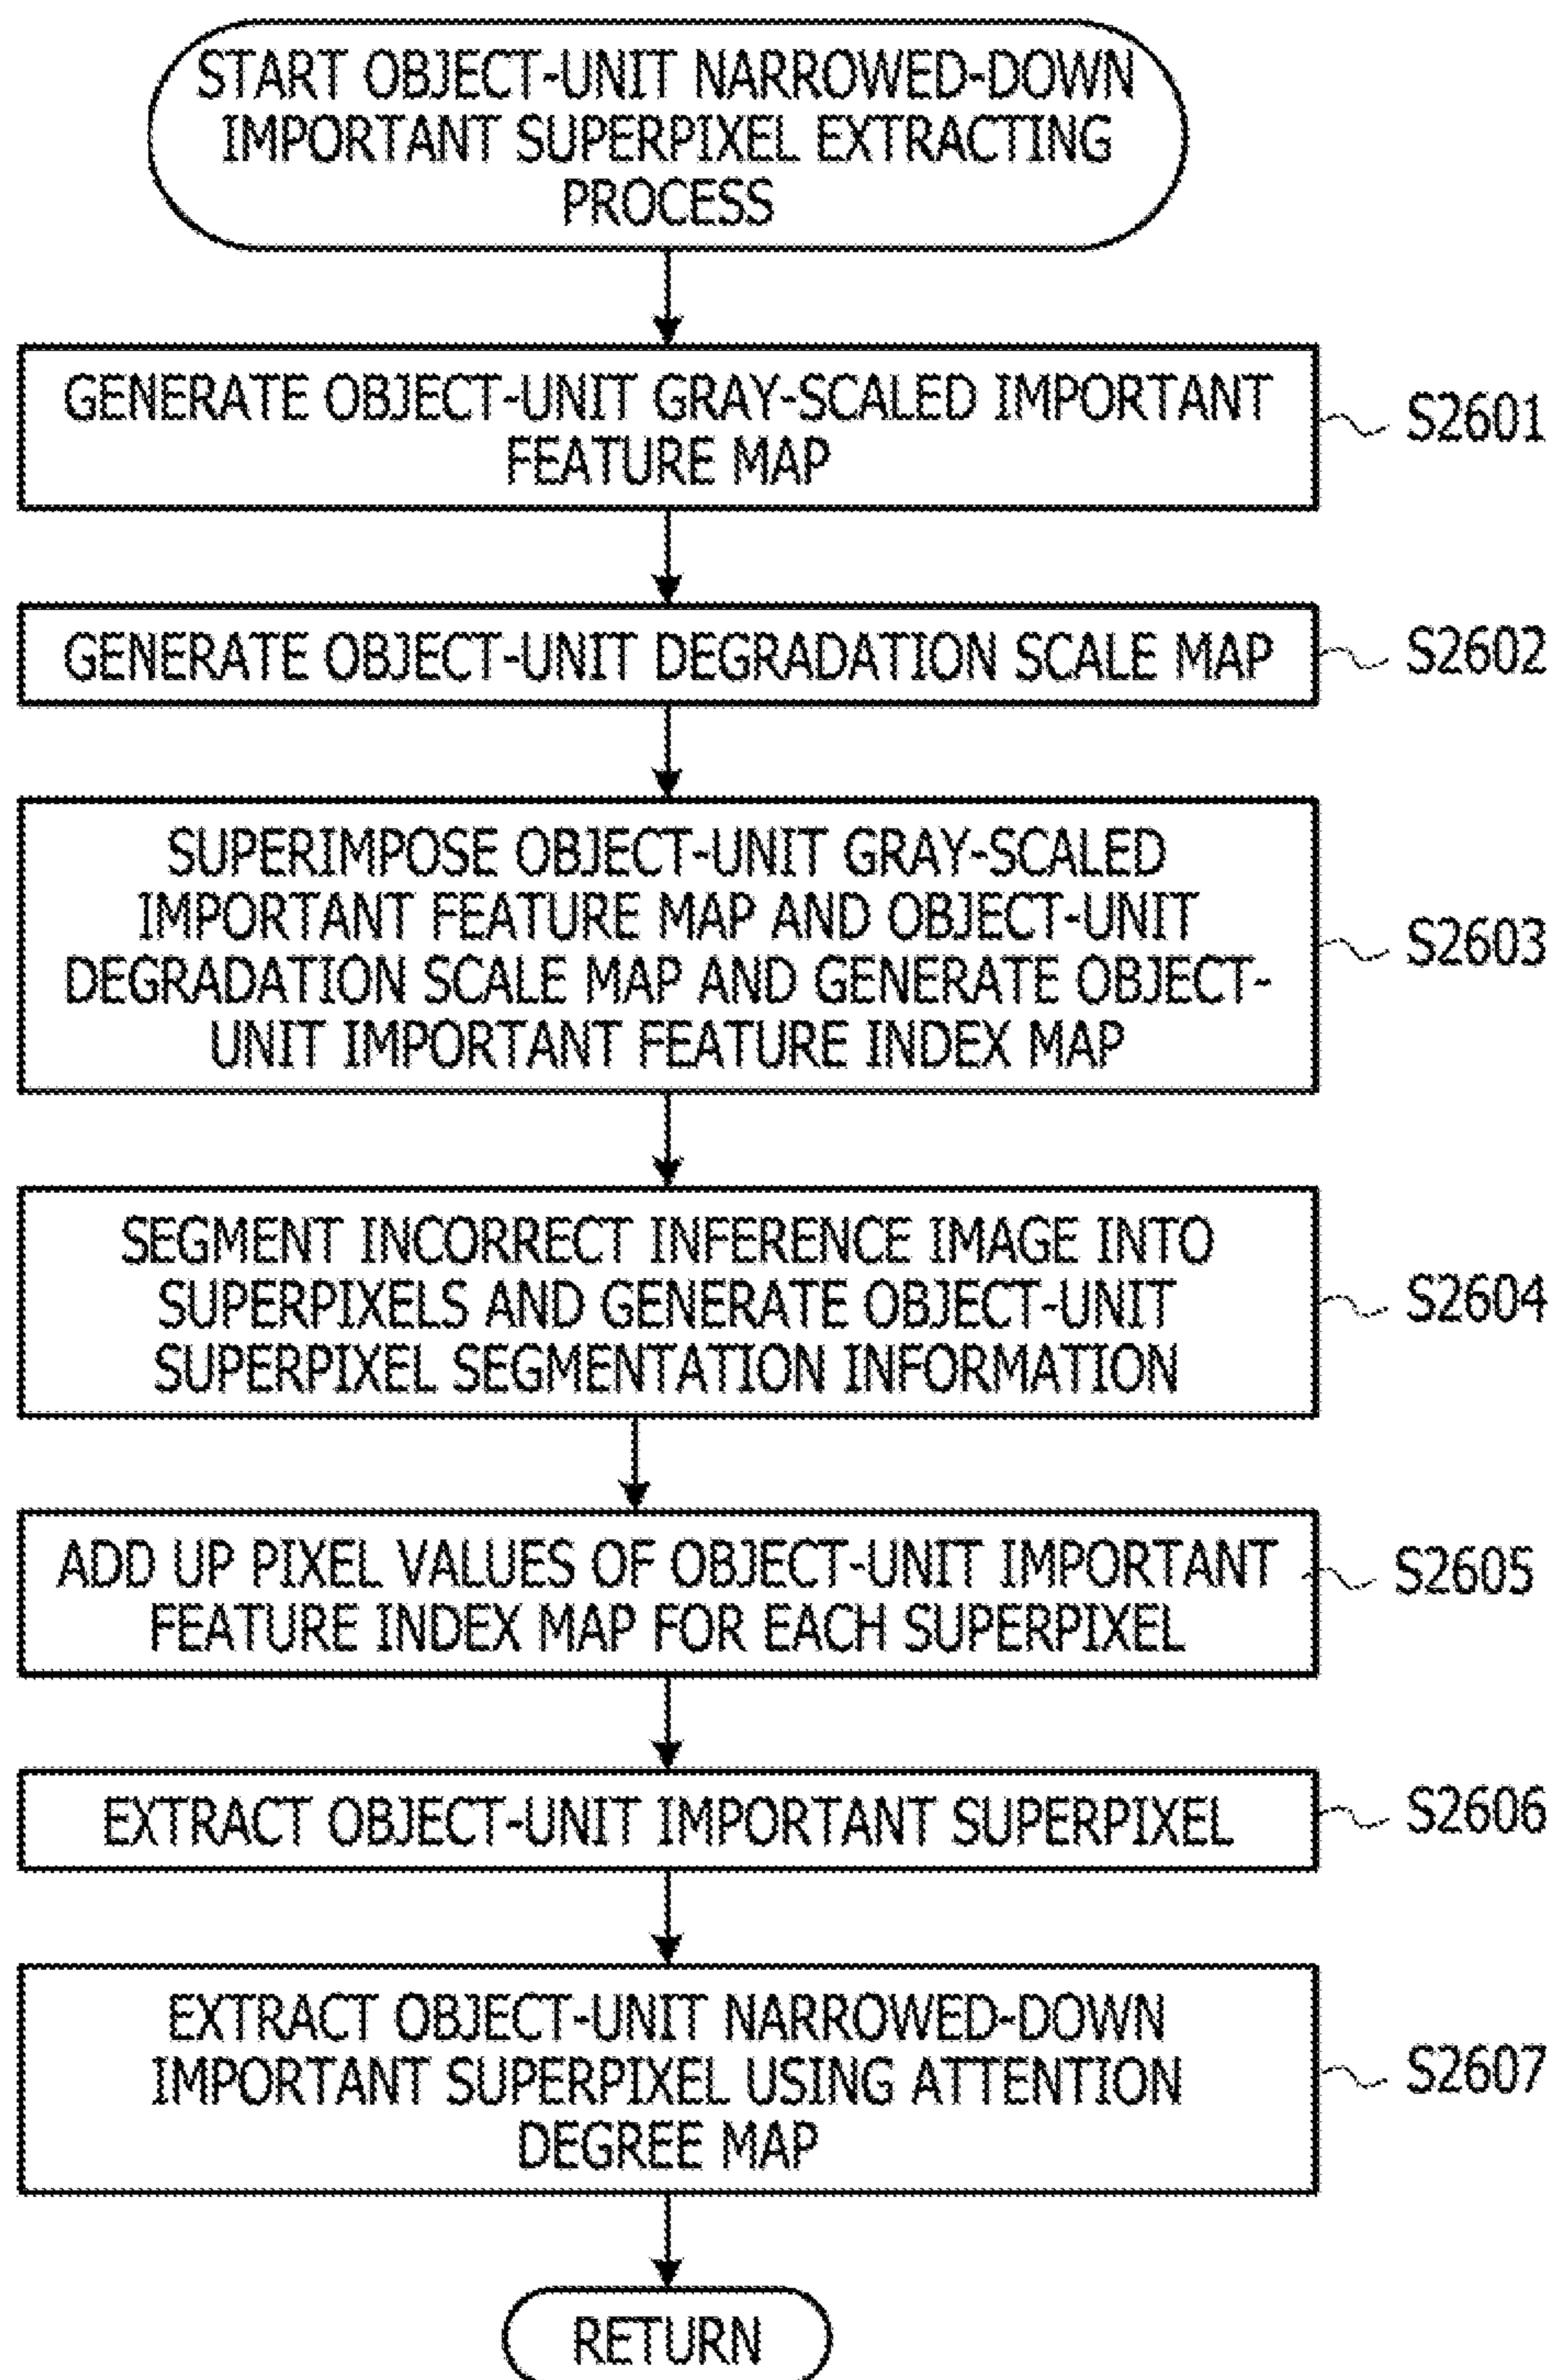 START OBJECT-UNIT NARROWED-DOWN
IMPORTANT SUPERPIXEL EXTRACTING
PROCESS
GENERATE OBJECT-UNIT GRAY-SCALED IMPORTANT
FEATURE MAP
S2601
GENERATE OBJECT-UNIT DEGRADATION SCALE MAP
S2602
SUPERIMPOSE OBJECT-UNIT GRAY-SCALED
IMPORTANT FEATURE MAP AND OBJECT-UNIT
DEGRADATION SCALE MAP AND GENERATE OBJECT-
UNIT IMPORTANT FEATURE INDEX MAP
S2603
SEGMENT INCORRECT INFERENCE IMAGE INTO
SUPERPIXELS AND GENERATE OBJECT-UNIT
SUPERPIXEL SEGMENTATION INFORMATION
S2604
ADD UP PIXEL VALUES OF OBJECT-UNIT IMPORTANT
FEATURE INDEX MAP FOR EACH SUPERPIXEL
S2605
EXTRACT OBJECT-UNIT IMPORTANT SUPERPIXEL
S2606
EXTRACT OBJECT-UNIT NARROWED-DOWN
IMPORTANT SUPERPIXEL USING ATTENTION
DEGREE MAP
S2607
RETURN